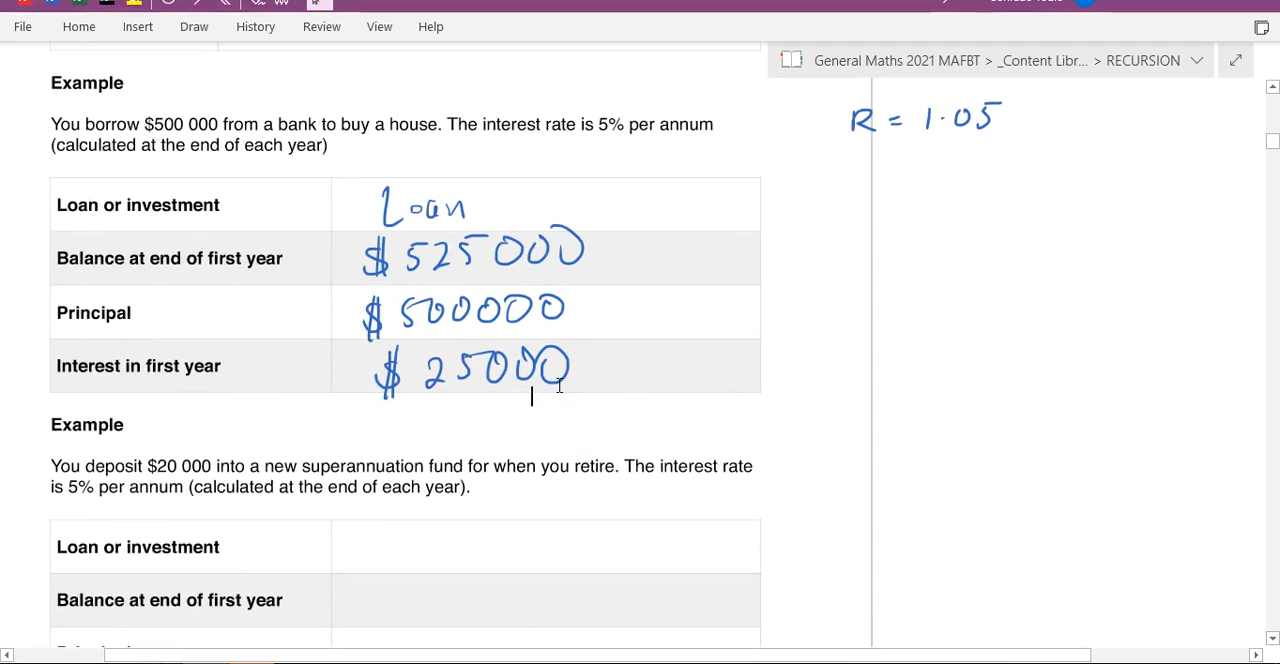 File Home Insert Draw History Review View Help
General Maths 2021 MAFBT > _Content Libr... > RECURSION
Example
You borrow $500 000 from a bank to buy a house. The interest rate is 5% per annum
(calculated at the end of each year)
R = 1.05
Loan or investment Loan
Balance at end of first year $ 525000
Principal $ 500000
Interest in first year $ 25000
Example
You deposit $20 000 into a new superannuation fund for when you retire. The interest rate
is 5% per annum (calculated at the end of each year).
Loan or investment
Balance at end of first year